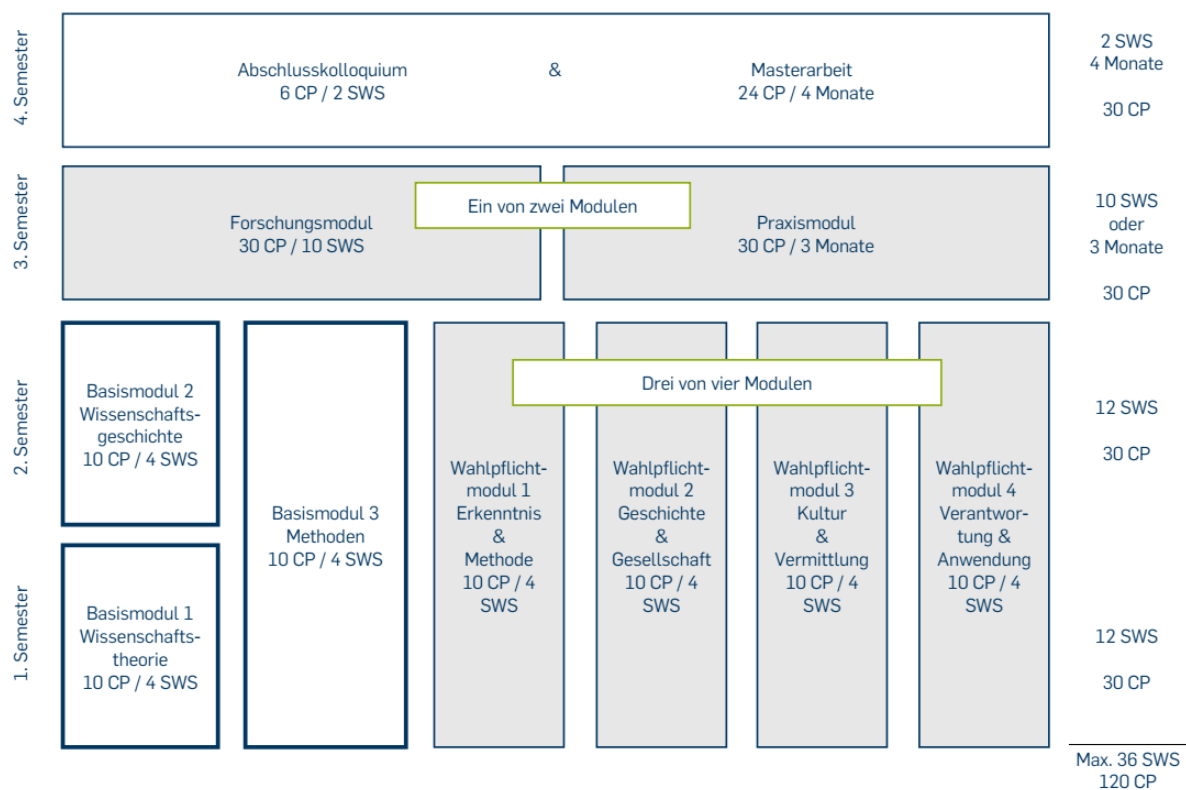 4. Semester
Abschlusskolloquium
6 CP / 2 SWS
&
Masterarbeit
24 CP / 4 Monate
2 SWS
4 Monate
30 CP
3. Semester
Forschungsmodul
30 CP / 10 SWS
Ein von zwei Modulen
Praxismodul
30 CP / 3 Monate
10 SWS
oder
3 Monate
30 CP
2. Semester
Basismodul 2
Wissenschafts-
geschichte
10 CP / 4 SWS
1. Semester
Basismodul 1
Wissenschafts-
theorie
10 CP / 4 SWS
Basismodul 3
Methoden
10 CP / 4 SWS
Drei von vier Modulen
Wahlpflicht-
modul 1
Erkenntnis
&
Methode
10 CP / 4
SWS
Wahlpflicht-
modul 2
Geschichte
&
Gesellschaft
10 CP / 4
SWS
Wahlpflicht-
modul 3
Kultur
&
Vermittlung
10 CP / 4
SWS
Wahlpflicht-
modul 4
Verantwor-
tung &
Anwendung
10 CP / 4
SWS
12 SWS
30 CP
12 SWS
30 CP
Max. 36 SWS
120 CP